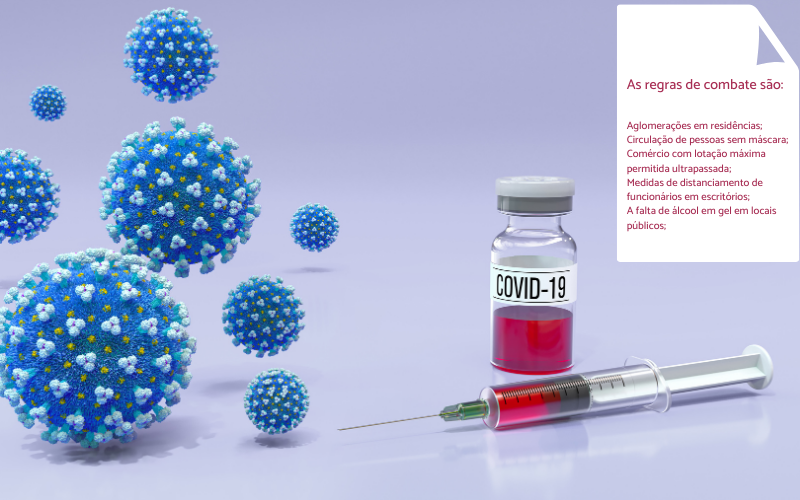 As regras de combate são:
Aglomerações em residências;
Circulação de pessoas sem máscara;
Comércio com lotação máxima
permitida ultrapassada;
Medidas de distanciamento de
funcionários em escritórios;
A falta de álcool em gel em locais
públicos;
COVID-19